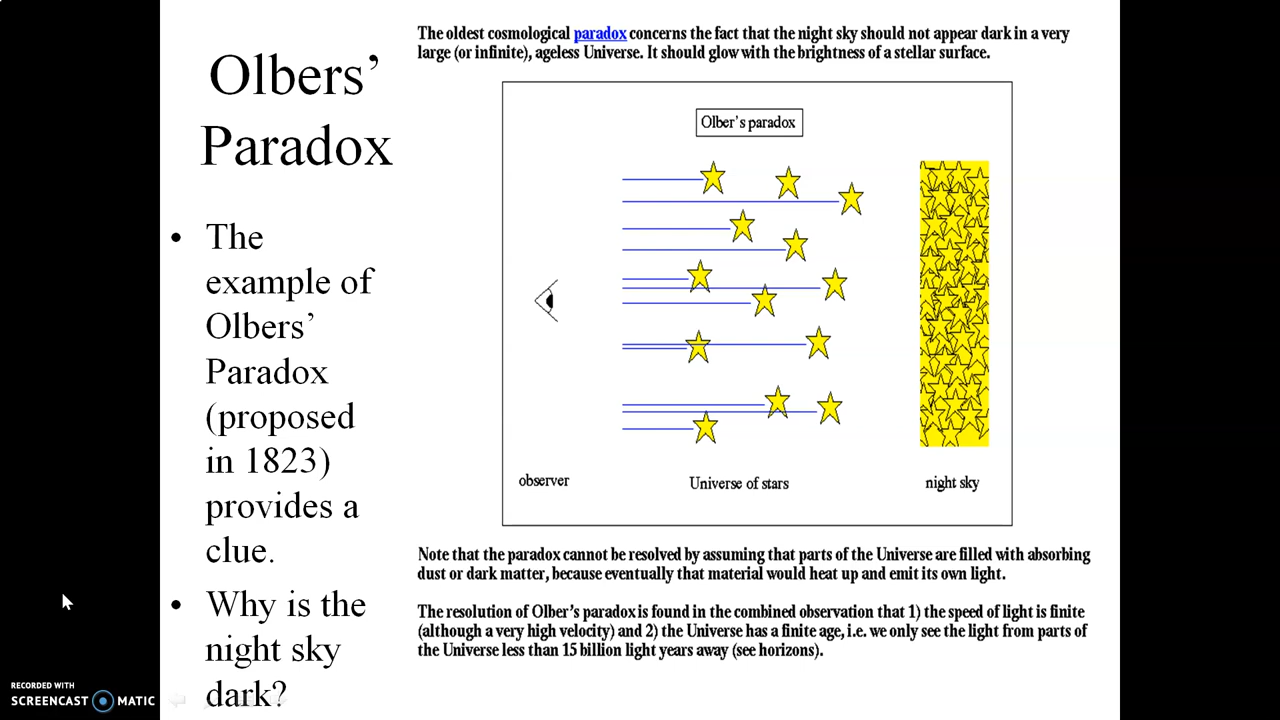 Olbers’
Paradox
• The
example of
Olbers’
Paradox
(proposed
in 1823)
provides a
clue.
• Why is the
night sky
dark?
The oldest cosmological paradox concerns the fact that the night sky should not appear dark in a very
large (or infinite), ageless Universe. It should glow with the brightness of a stellar surface.
Olber's paradox
observer
Universe of stars
night sky
Note that the paradox cannot be resolved by assuming that parts of the Universe are filled with absorbing
dust or dark matter, because eventually that material would heat up and emit its own light.
The resolution of Olber's paradox is found in the combined observation that 1) the speed of light is finite
(although a very high velocity) and 2) the Universe has a finite age, i.e. we only see the light from parts of
the Universe less than 15 billion light years away (see horizons).
RECORDED WITH
SCREENCAST MATIC